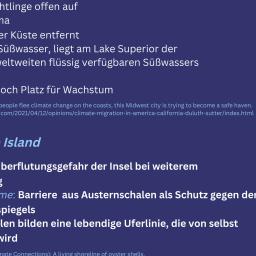 htlinge offen auf
na
er Küste entfernt
Süßwasser, liegt am Lake Superior der
eltweiten flüssig verfügbaren Süßwassers
och Platz für Wachstum
people flee climate change on the coasts, this Midwest city is trying to become a safe haven.
.com/2021/04/12/opinions/climate-migration-in-america-california-duluth-sutter/index.html
Island
berflutungsgefahr der Insel bei weiterem
g
me: Barriere aus Austernschalen als Schutz gegen der
spiegels
len bilden eine lebendige Uferlinie, die von selbst
wird
mate Connections): A living shoreline of oyster shells.